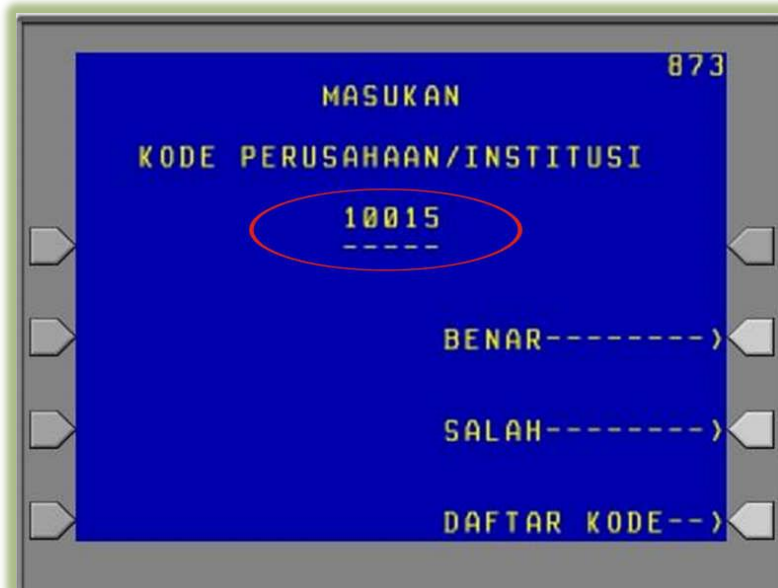 873
MASUKAN
KODE PERUSAHAAN/INSTITUSI
10015
-----
BENAR-------->
SALAH-------->
DAFTAR KODE-->